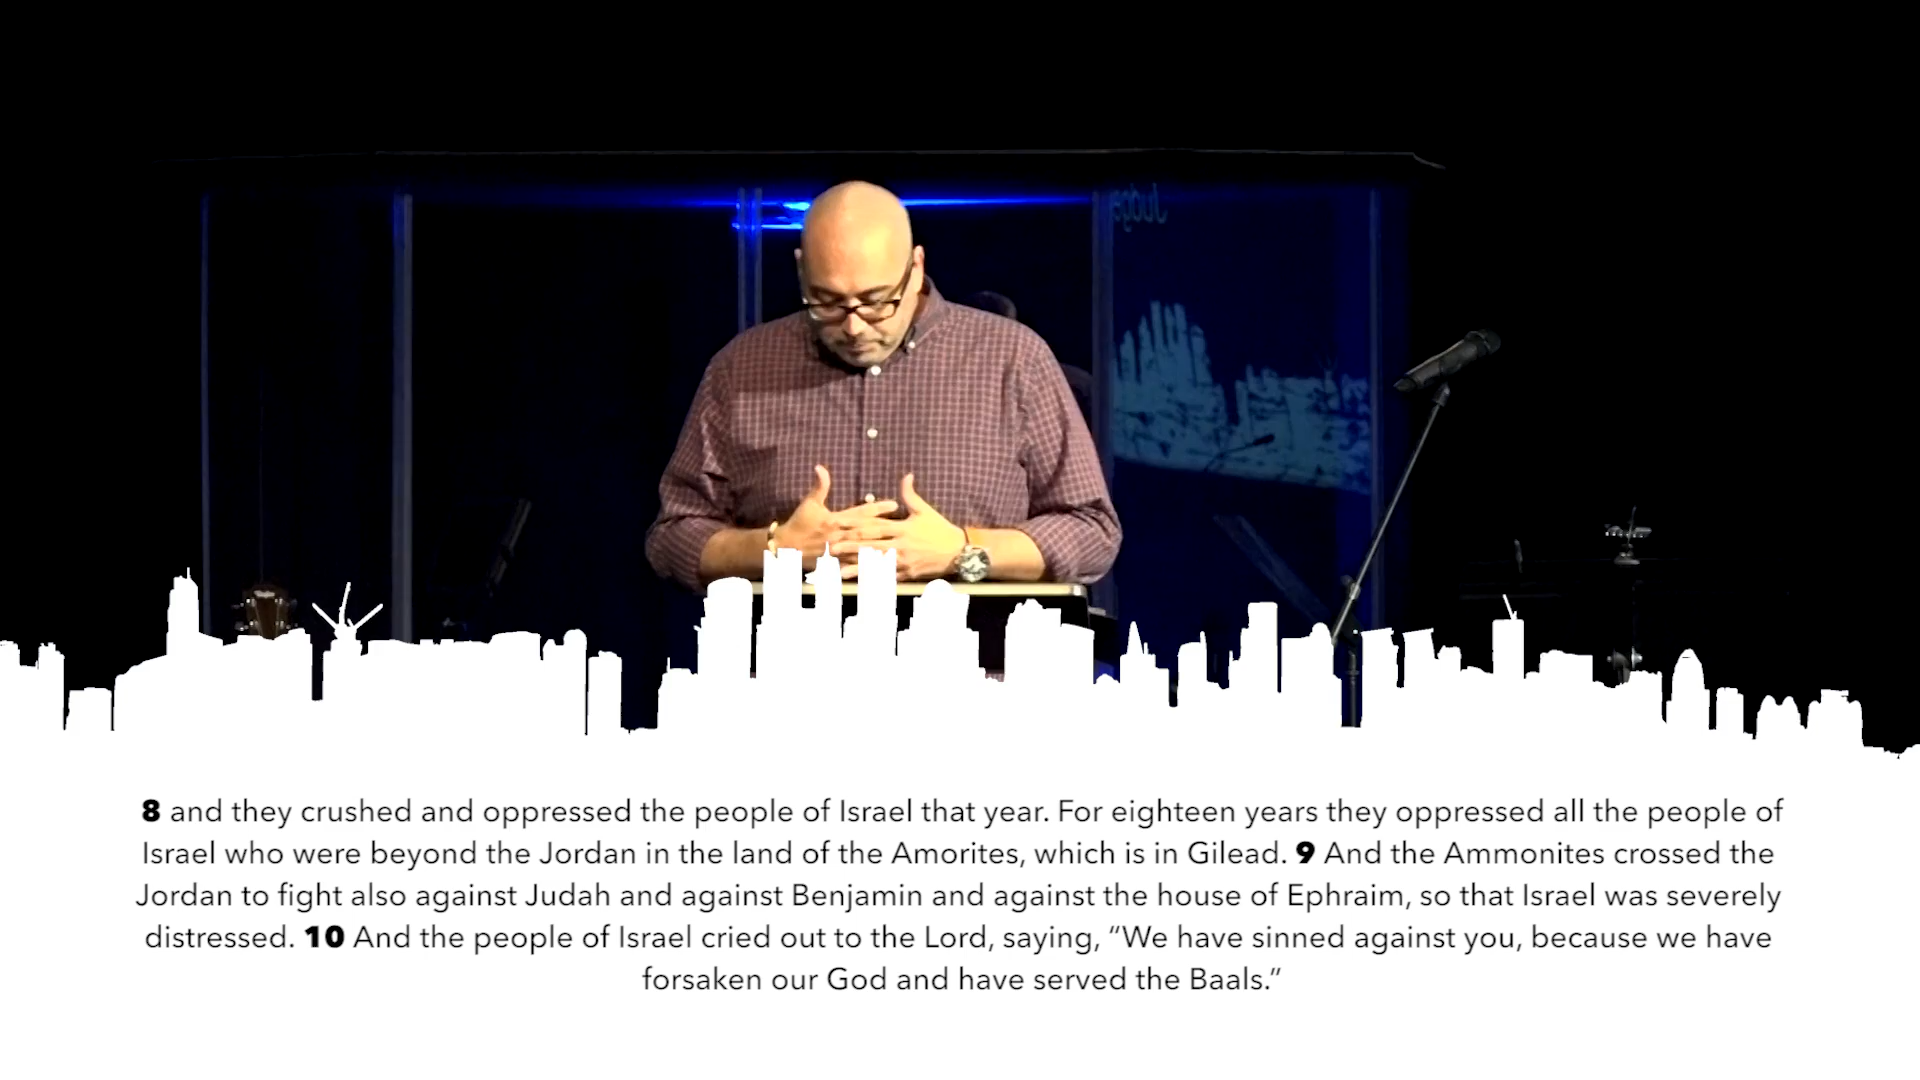 8 and they crushed and oppressed the people of Israel that year. For eighteen years they oppressed all the people of
Israel who were beyond the Jordan in the land of the Amorites, which is in Gilead. 9 And the Ammonites crossed the
Jordan to fight also against Judah and against Benjamin and against the house of Ephraim, so that Israel was severely
distressed. 10 And the people of Israel cried out to the Lord, saying, “We have sinned against you, because we have
forsaken our God and have served the Baals.”